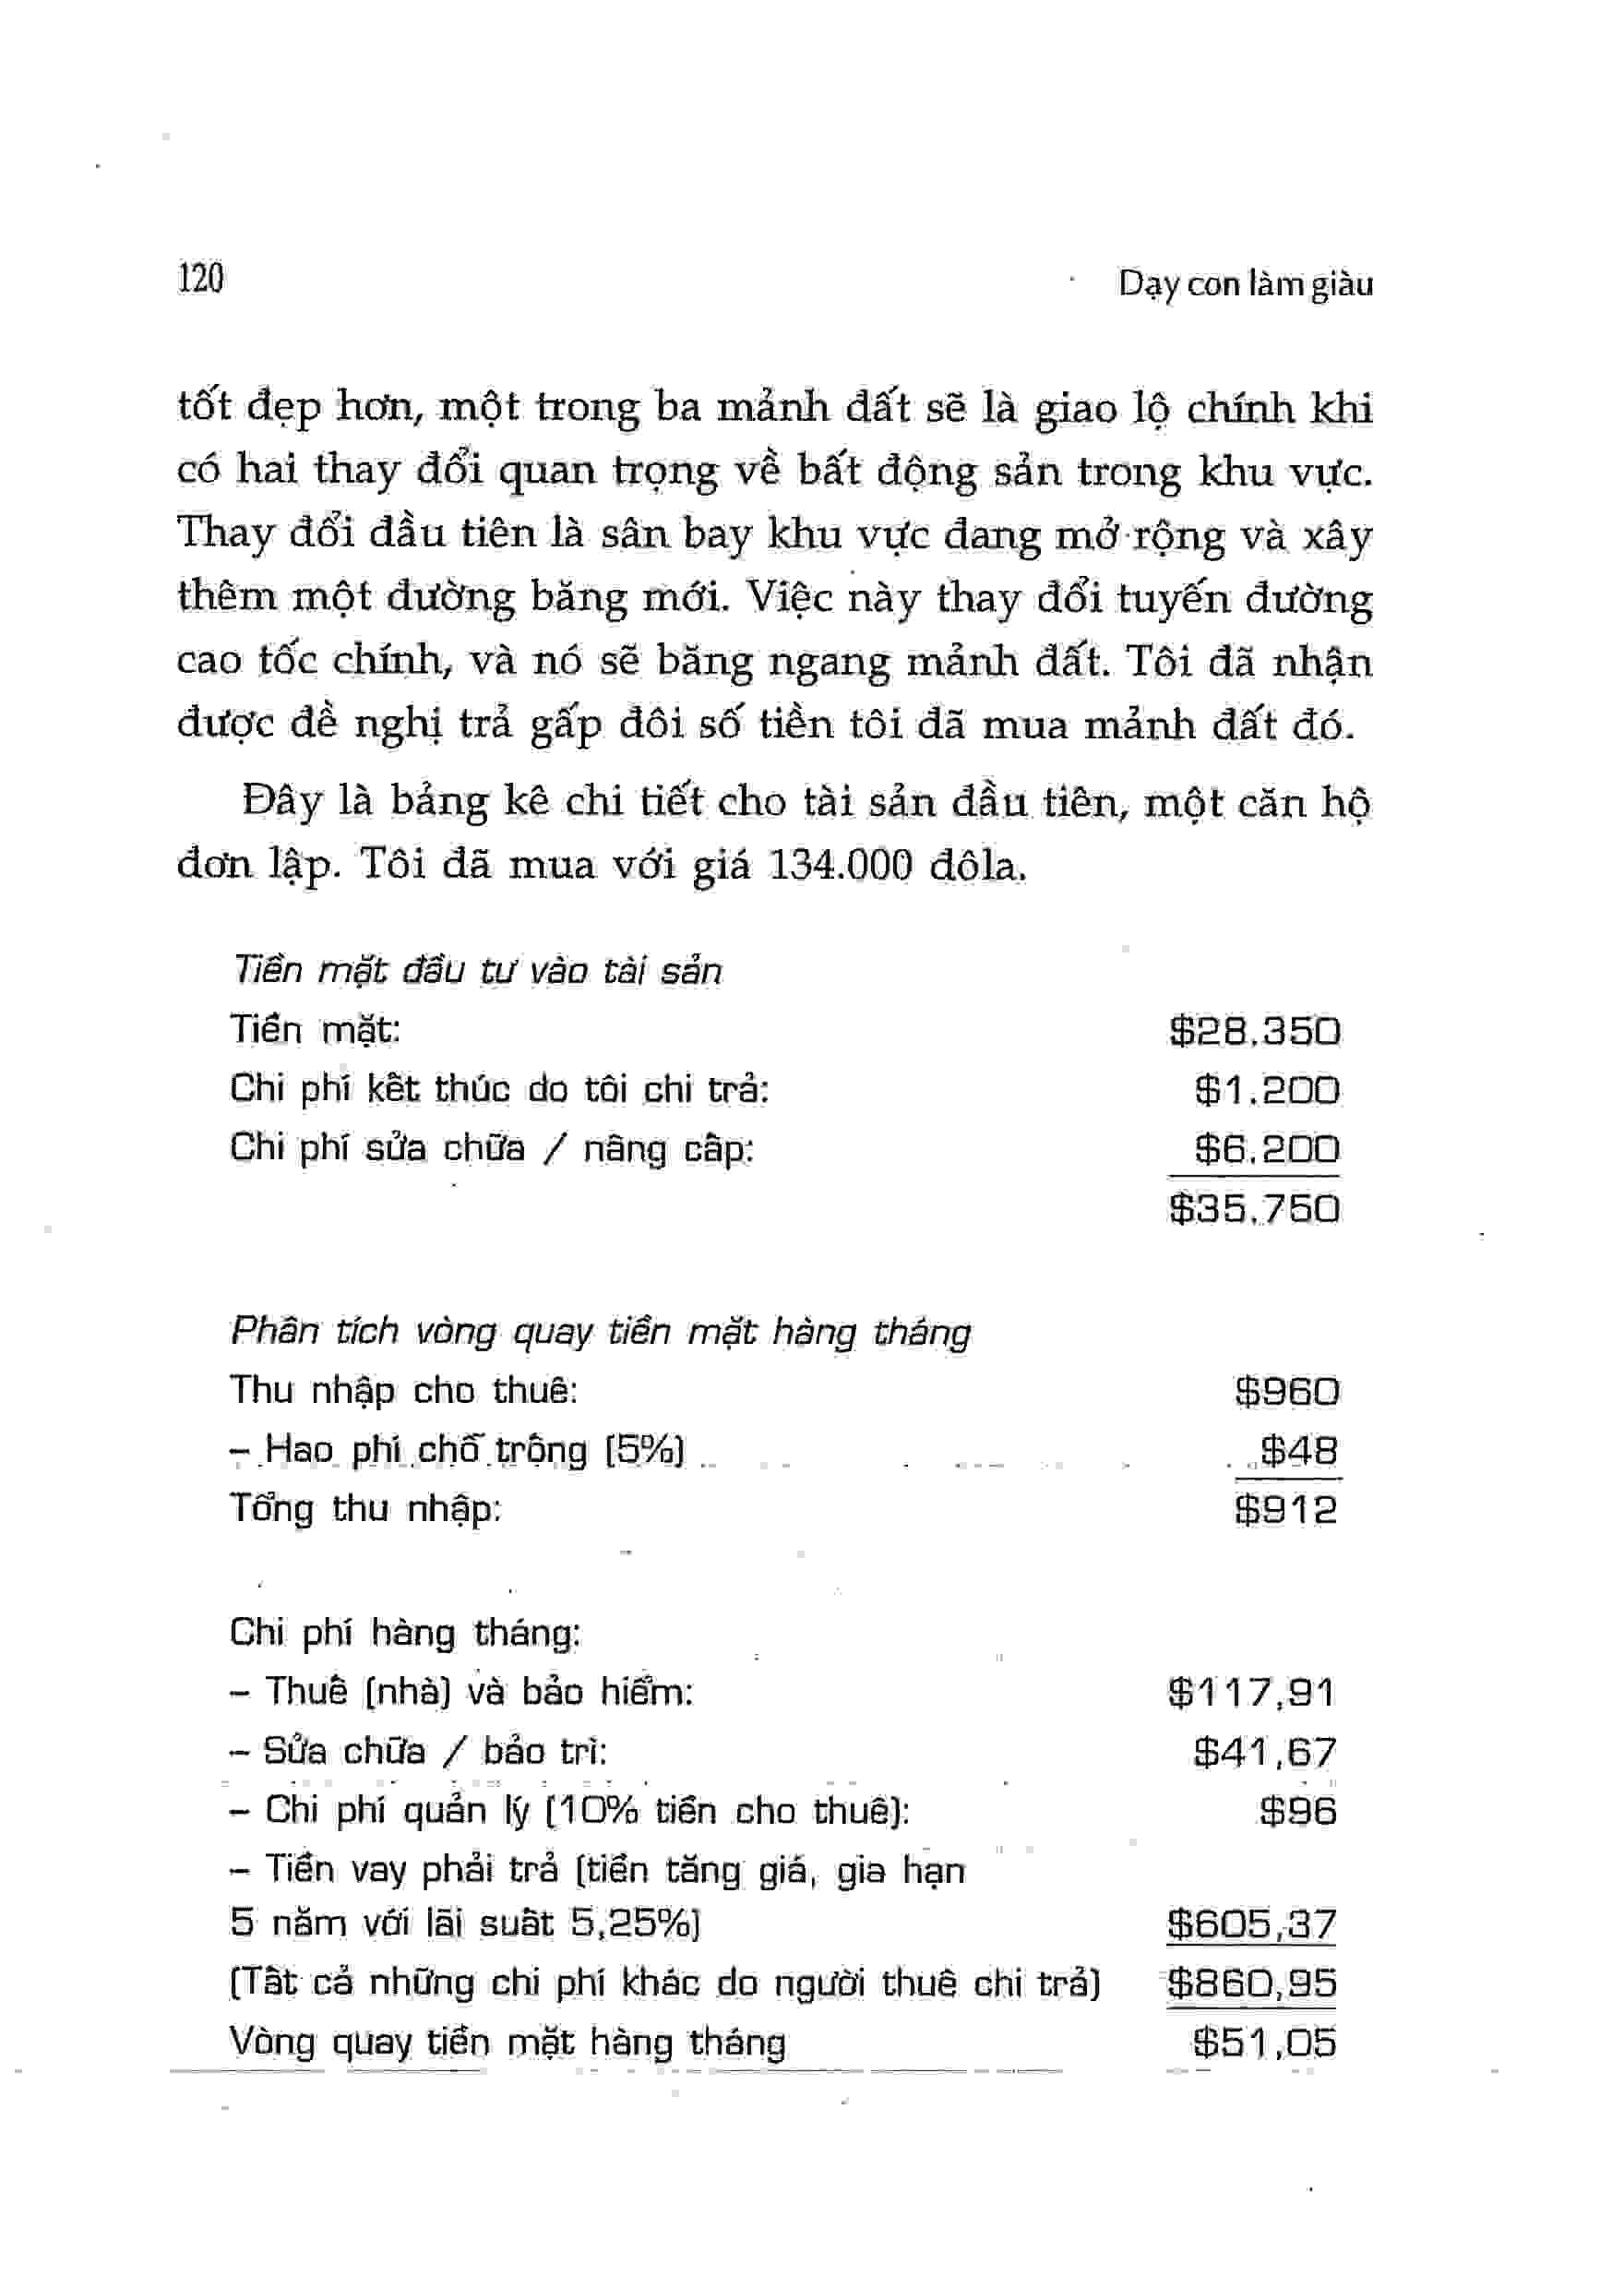 120
Dạy con làm giàu
tốt đẹp hơn, một trong ba mảnh đất sẽ là giao lộ chính khi
có hai thay đổi quan trọng về bất động sản trong khu vực.
Thay đổi đầu tiên là sân bay khu vực đang mở rộng và xây
thêm một đường băng mới. Việc này thay đổi tuyến đường
cao tốc chính, và nó sẽ băng ngang mảnh đất. Tôi đã nhận
được đề nghị trả gấp đôi số tiền tôi đã mua mảnh đất đó.
Đây là bảng kê chi tiết cho tài sản đầu tiên, một căn hộ
đơn lập. Tôi đã mua với giá 134.000 đôla.
Tiền mặt đầu tư vào tài sản
Tiền mặt: $28.350
Chi phí kết thúc do tôi chi trả: $1.200
Chi phí sửa chữa / nâng cấp: $6.200
$35.750
Phân tích vòng quay tiền mặt hàng tháng
Thu nhập cho thuê: $960
– Hao phí chỗ trống (5%) $48
Tổng thu nhập: $912
Chi phí hàng tháng:
– Thuế (nhà) và bảo hiểm: $117,91
– Sửa chữa / bảo trì: $41,67
– Chi phí quản lý (10% tiền cho thuê): $96
– Tiền vay phải trả (tiền tăng giá, gia hạn
5 năm với lãi suất 5,25%) $605,37
(Tất cả những chi phí khác do người thuê chi trả) $860,95
Vòng quay tiền mặt hàng tháng $51,05